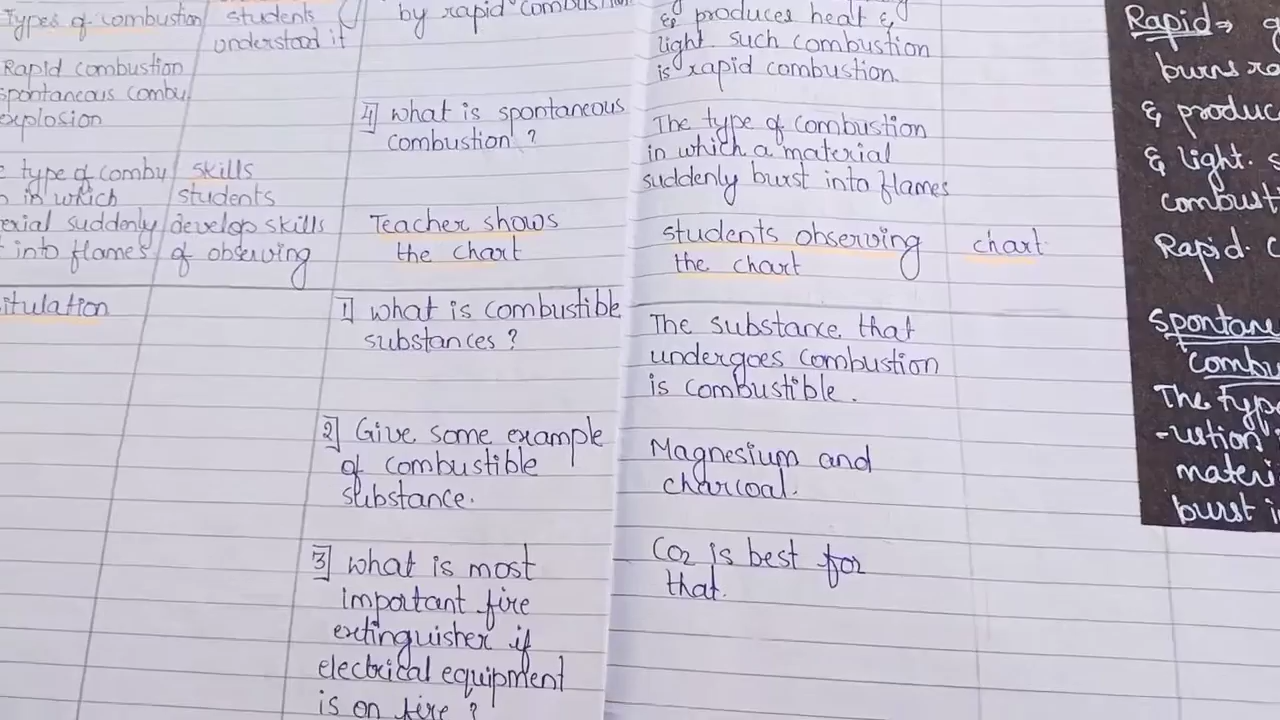 Types of combustion
Rapid combustion
spontaneous combu
explosion
type of combu
in which
erial suddenly
into flames
itulation
students
understood it
skills
students
develop skills
of observing
by rapid combustion
4] What is spontaneous
combustion ?
Teacher shows
the chart
1] What is combustible
substances ?
2] Give some example
of combustible
substance.
3] What is most
important fire
extinguisher if
electrical equipment
is on fire ?
& produces heat &
light such combustion
is rapid combustion.
The type of combustion
in which a material
suddenly burst into flames
students observing
the chart
The substance that
undergoes combustion
is combustible.
Magnesium and
charcoal.
CO2 is best for
that.
chart
Rapid ⇒
burns ra
& produc
& light. s
combust
Rapid. C
spontane
combu
The type
-ustion
materi
burst i